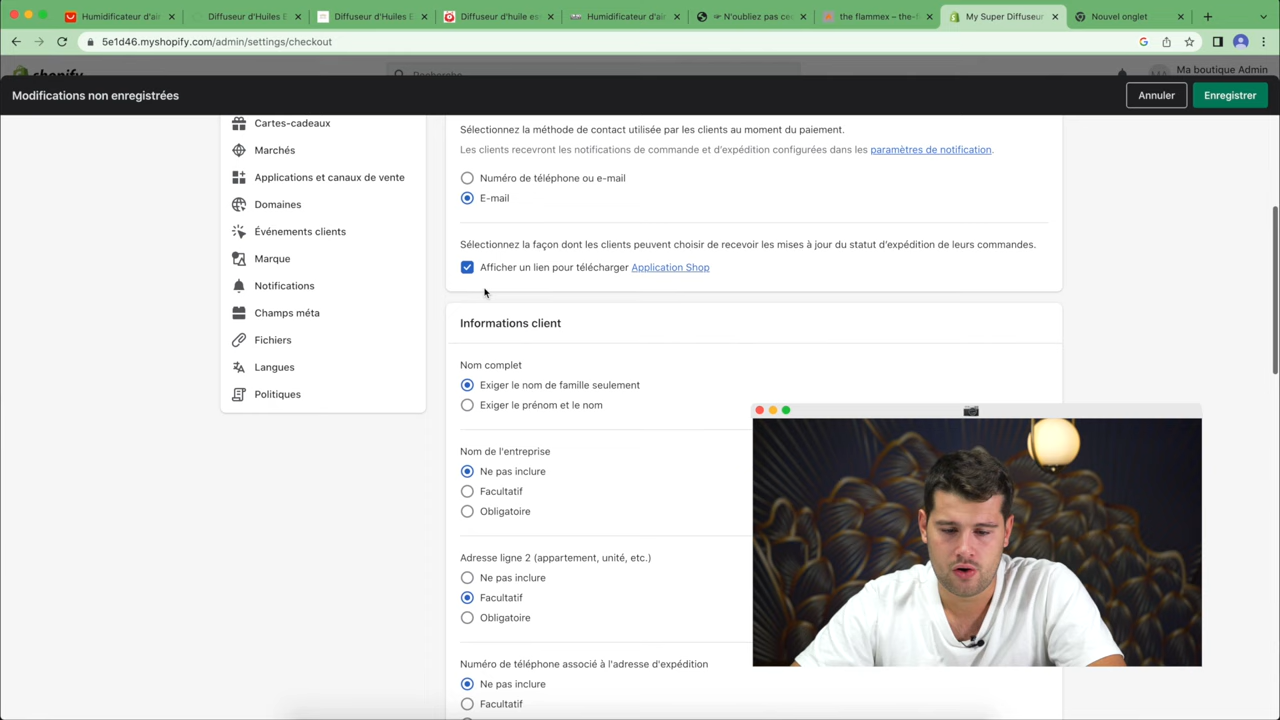 Humidificateur d'air
Diffuseur d'Huiles E
Diffuseur d'Huiles E
Diffuseur d'huile ess
Humidificateur d'air
N'oubliez pas ce
the flammex – the-f
My Super Diffuseur
Nouvel onglet
5e1d46.myshopify.com/admin/settings/checkout
shopify
Recherche
Ma boutique Admin
Modifications non enregistrées
Annuler
Enregistrer
Cartes-cadeaux
Marchés
Applications et canaux de vente
Domaines
Événements clients
Marque
Notifications
Champs méta
Fichiers
Langues
Politiques
Sélectionnez la méthode de contact utilisée par les clients au moment du paiement.
Les clients recevront les notifications de commande et d'expédition configurées dans les paramètres de notification.
Numéro de téléphone ou e-mail
E-mail
Sélectionnez la façon dont les clients peuvent choisir de recevoir les mises à jour du statut d'expédition de leurs commandes.
Afficher un lien pour télécharger Application Shop
Informations client
Nom complet
Exiger le nom de famille seulement
Exiger le prénom et le nom
Nom de l'entreprise
Ne pas inclure
Facultatif
Obligatoire
Adresse ligne 2 (appartement, unité, etc.)
Ne pas inclure
Facultatif
Obligatoire
Numéro de téléphone associé à l'adresse d'expédition
Ne pas inclure
Facultatif